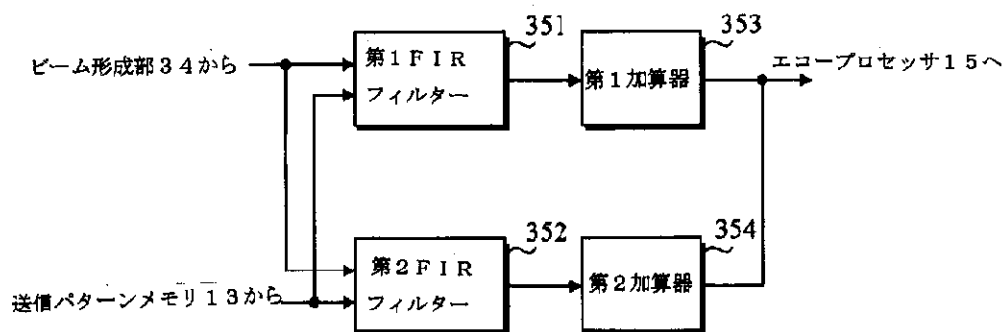 351
353
ビーム形成部34から
第1FIR
フィルター
第1加算器
エコープロセッサ15へ
352
354
第2FIR
フィルター
第2加算器
送信パターンメモリ13から